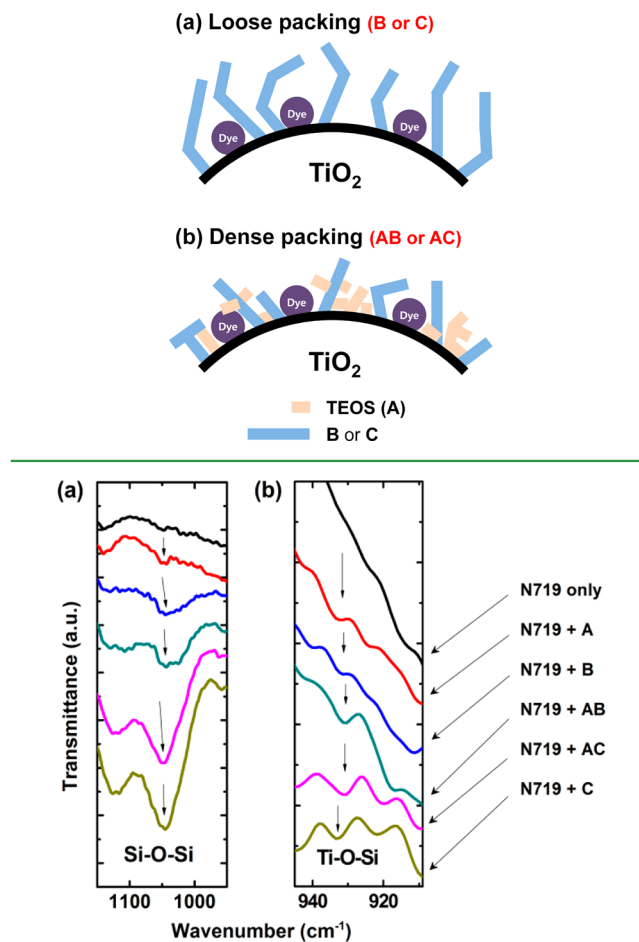 (a) Loose packing (B or C)
Dye
Dye
Dye
TiO₂
(b) Dense packing (AB or AC)
Dye
Dye
Dye
TiO₂
TEOS (A)
B or C
(a)
(b)
Transmittance (a.u.)
N719 only
N719 + A
N719 + B
N719 + AB
N719 + AC
N719 + C
Si-O-Si
Ti-O-Si
1100 1000
940 920
Wavenumber (cm⁻¹)